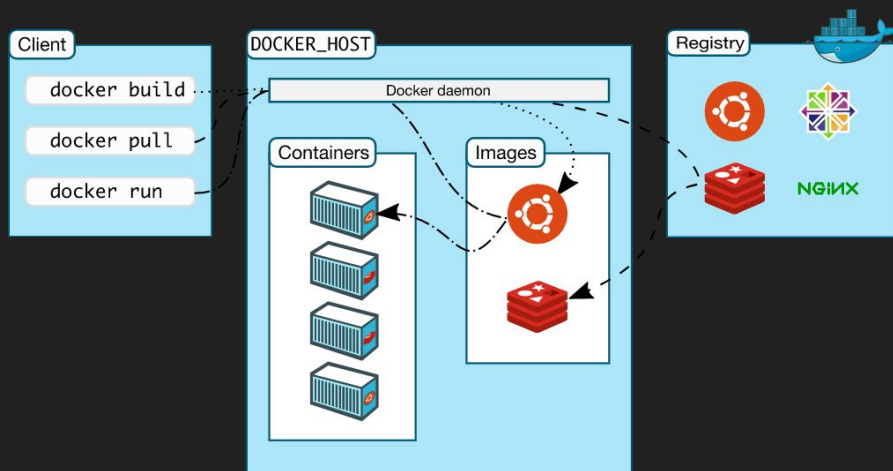 Client
docker build
docker pull
docker run
DOCKER_HOST
Docker daemon
Containers
Images
Registry
NGINX